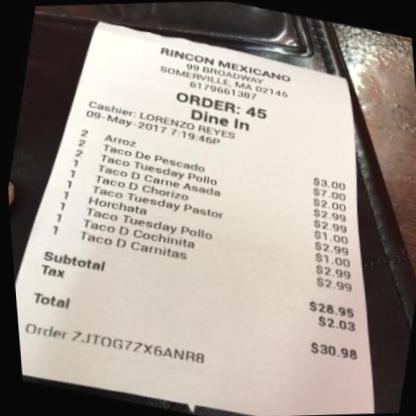 RINCON MEXICANO
99 BROADWAY
SOMERVILLE, MA 02145
6179661387
ORDER: 45
Dine In
Cashier: LORENZO REYES
09-May-2017 7:19:46P
2 Arroz $3.00
2 Taco De Pescado $7.00
2 Taco Tuesday Pollo $2.00
1 Taco D Carne Asada $2.99
1 Taco D Chorizo $2.99
1 Taco Tuesday Pastor $1.00
1 Horchata $2.99
1 Taco Tuesday Pollo $1.00
1 Taco D Cochinita $2.99
1 Taco D Carnitas $2.99
Subtotal $28.95
Tax $2.03
Total $30.98
Order ZJTOG7ZX6ANR8